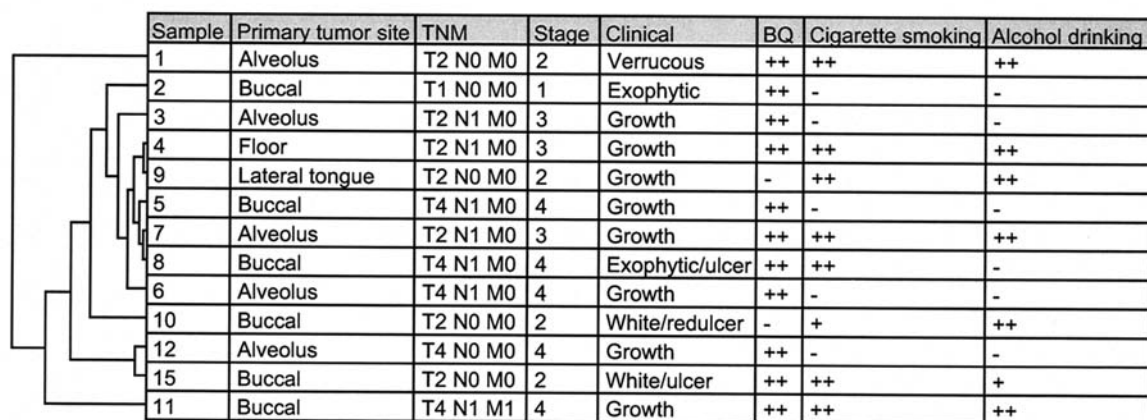 Sample Primary tumor site TNM Stage Clinical BQ Cigarette smoking Alcohol drinking
1 Alveolus T2 N0 M0 2 Verrucous ++ ++ ++
2 Buccal T1 N0 M0 1 Exophytic ++ - -
3 Alveolus T2 N1 M0 3 Growth ++ - -
4 Floor T2 N1 M0 3 Growth ++ ++ ++
9 Lateral tongue T2 N0 M0 2 Growth - ++ ++
5 Buccal T4 N1 M0 4 Growth ++ - -
7 Alveolus T2 N1 M0 3 Growth ++ ++ ++
8 Buccal T4 N1 M0 4 Exophytic/ulcer ++ ++ -
6 Alveolus T4 N1 M0 4 Growth ++ - -
10 Buccal T2 N0 M0 2 White/redulcer - + ++
12 Alveolus T4 N0 M0 4 Growth ++ - -
15 Buccal T2 N0 M0 2 White/ulcer ++ ++ +
11 Buccal T4 N1 M1 4 Growth ++ ++ ++